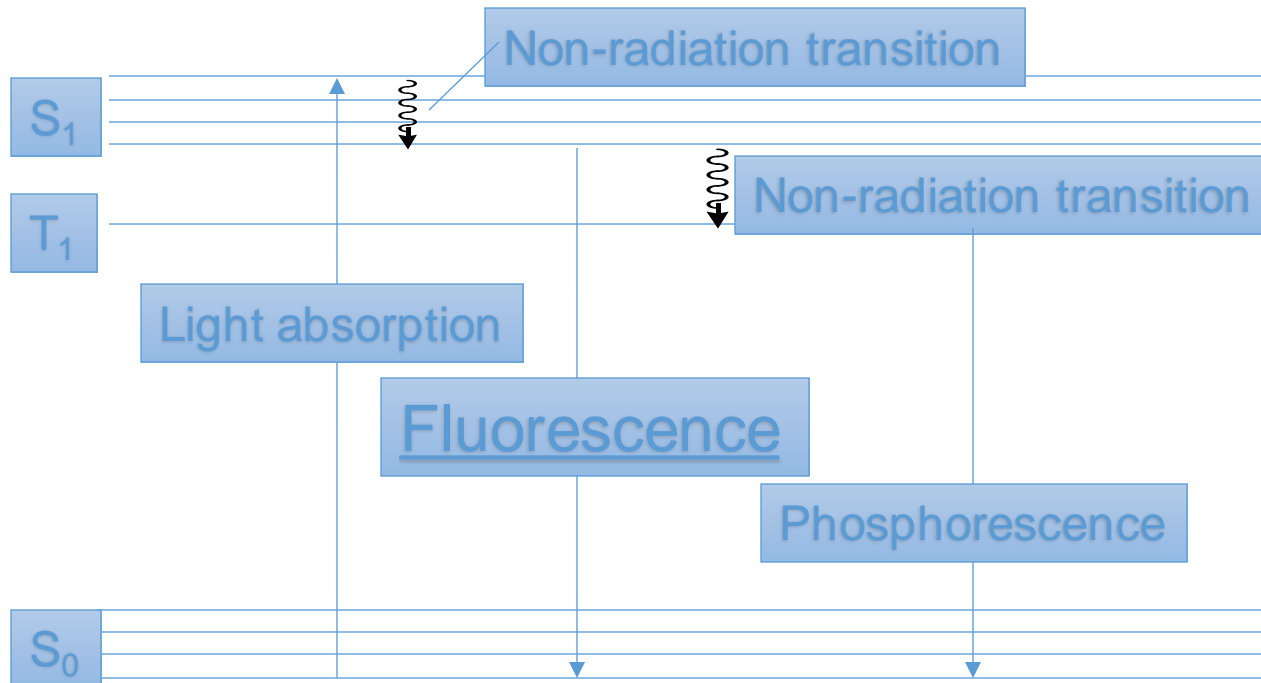 Non-radiation transition
S₁
Non-radiation transition
T₁
Light absorption
Fluorescence
Phosphorescence
S₀